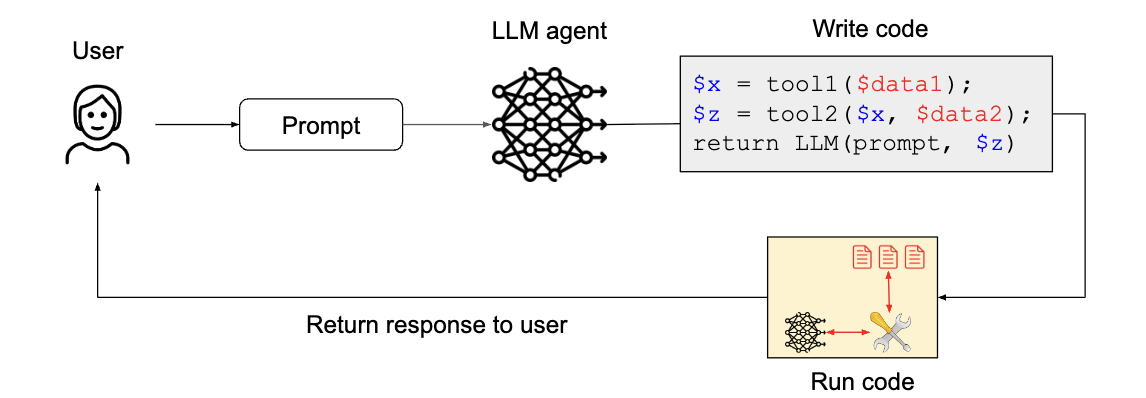 User
LLM agent
Write code
Prompt
$x = tool1($data1);
$z = tool2($x, $data2);
return LLM(prompt, $z)
Return response to user
Run code